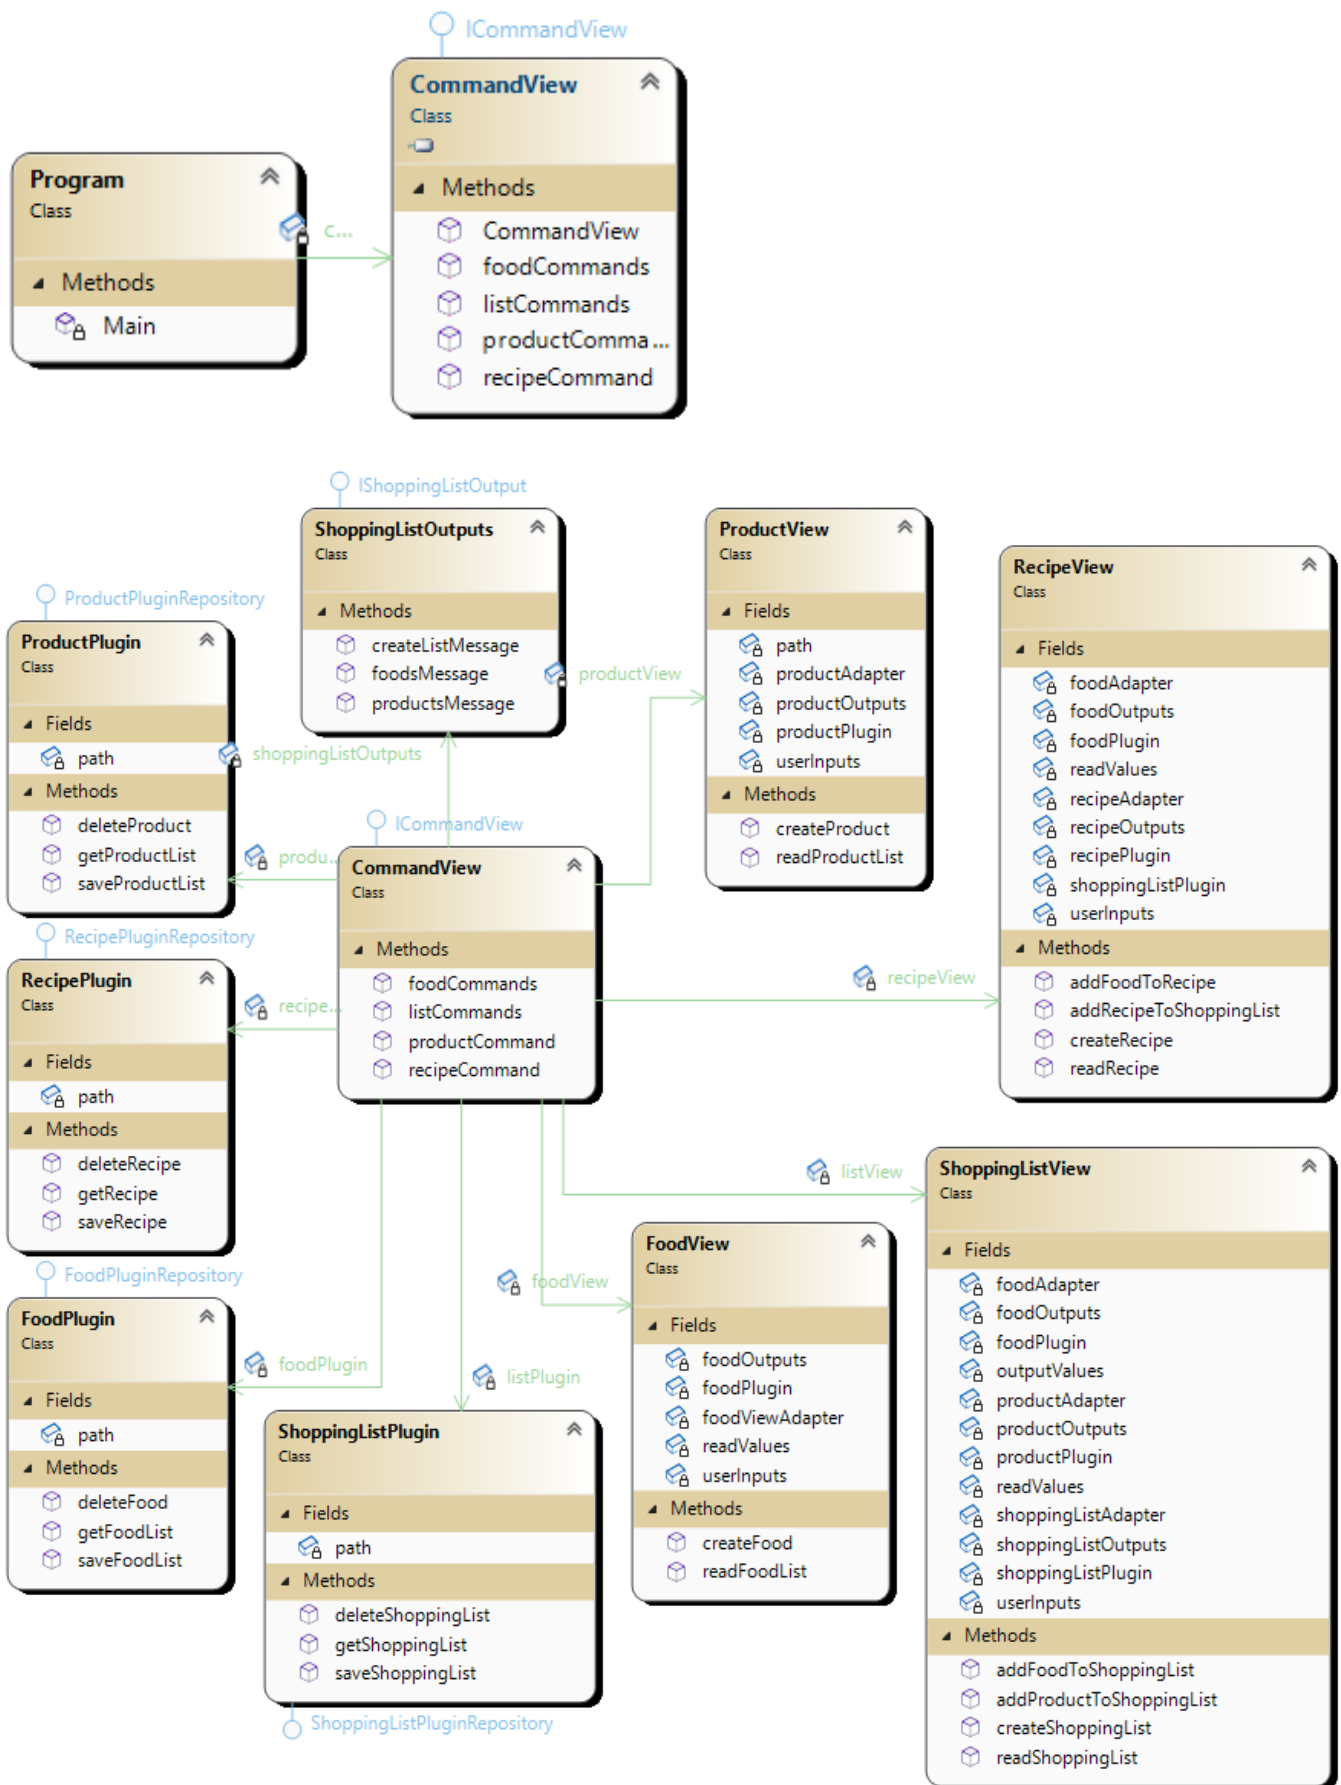 ICommandView
CommandView
Class
Methods
CommandView
foodCommands
listCommands
productComma...
recipeCommand
Program
Class
c...
Methods
Main
IShoppingListOutput
ShoppingListOutputs
Class
Methods
createListMessage
foodsMessage
productsMessage
ProductView
Class
Fields
path
productAdapter
productOutputs
productPlugin
userInputs
Methods
createProduct
readProductList
RecipeView
Class
Fields
foodAdapter
foodOutputs
foodPlugin
readValues
recipeAdapter
recipeOutputs
recipePlugin
shoppingListPlugin
userInputs
Methods
addFoodToRecipe
addRecipeToShoppingList
createRecipe
readRecipe
ProductPluginRepository
ProductPlugin
Class
Fields
path
Methods
deleteProduct
getProductList
saveProductList
productView
shoppingListOutputs
produ...
ICommandView
CommandView
Class
Methods
foodCommands
listCommands
productCommand
recipeCommand
recipeView
RecipePluginRepository
RecipePlugin
Class
Fields
path
Methods
deleteRecipe
getRecipe
saveRecipe
recipe...
listView
ShoppingListView
Class
Fields
foodAdapter
foodOutputs
foodPlugin
outputValues
productAdapter
productOutputs
productPlugin
readValues
shoppingListAdapter
shoppingListOutputs
shoppingListPlugin
userInputs
Methods
addFoodToShoppingList
addProductToShoppingList
createShoppingList
readShoppingList
foodView
FoodView
Class
Fields
foodOutputs
foodPlugin
foodViewAdapter
readValues
userInputs
Methods
createFood
readFoodList
FoodPluginRepository
FoodPlugin
Class
Fields
path
Methods
deleteFood
getFoodList
saveFoodList
foodPlugin
listPlugin
ShoppingListPlugin
Class
Fields
path
Methods
deleteShoppingList
getShoppingList
saveShoppingList
ShoppingListPluginRepository